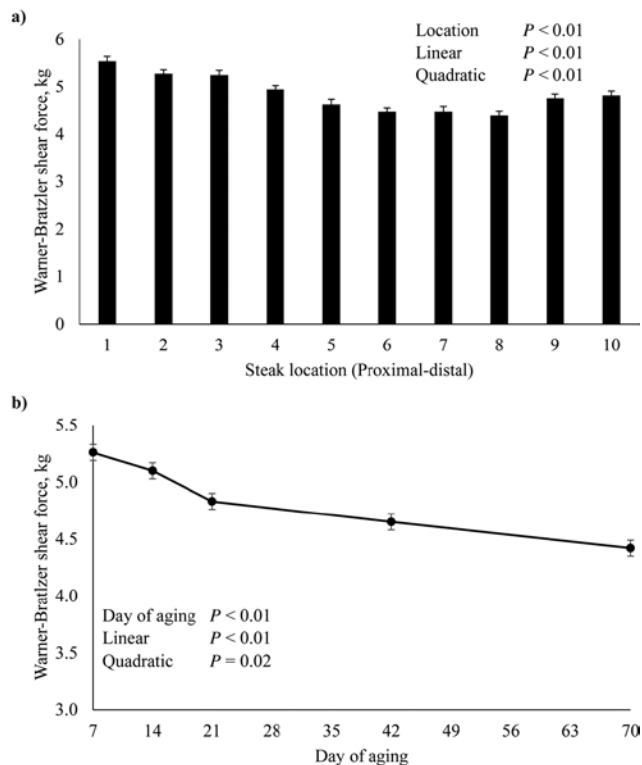 a)
Location P < 0.01
Linear P < 0.01
Quadratic P < 0.01
Warner-Bratzler shear force, kg
6
5
4
3
2
1
0
1 2 3 4 5 6 7 8 9 10
Steak location (Proximal-distal)
b)
Warner-Bratlzer shear force, kg
5.5
5.0
4.5
4.0
3.5
3.0
Day of aging P < 0.01
Linear P < 0.01
Quadratic P = 0.02
7 14 21 28 35 42 49 56 63 70
Day of aging